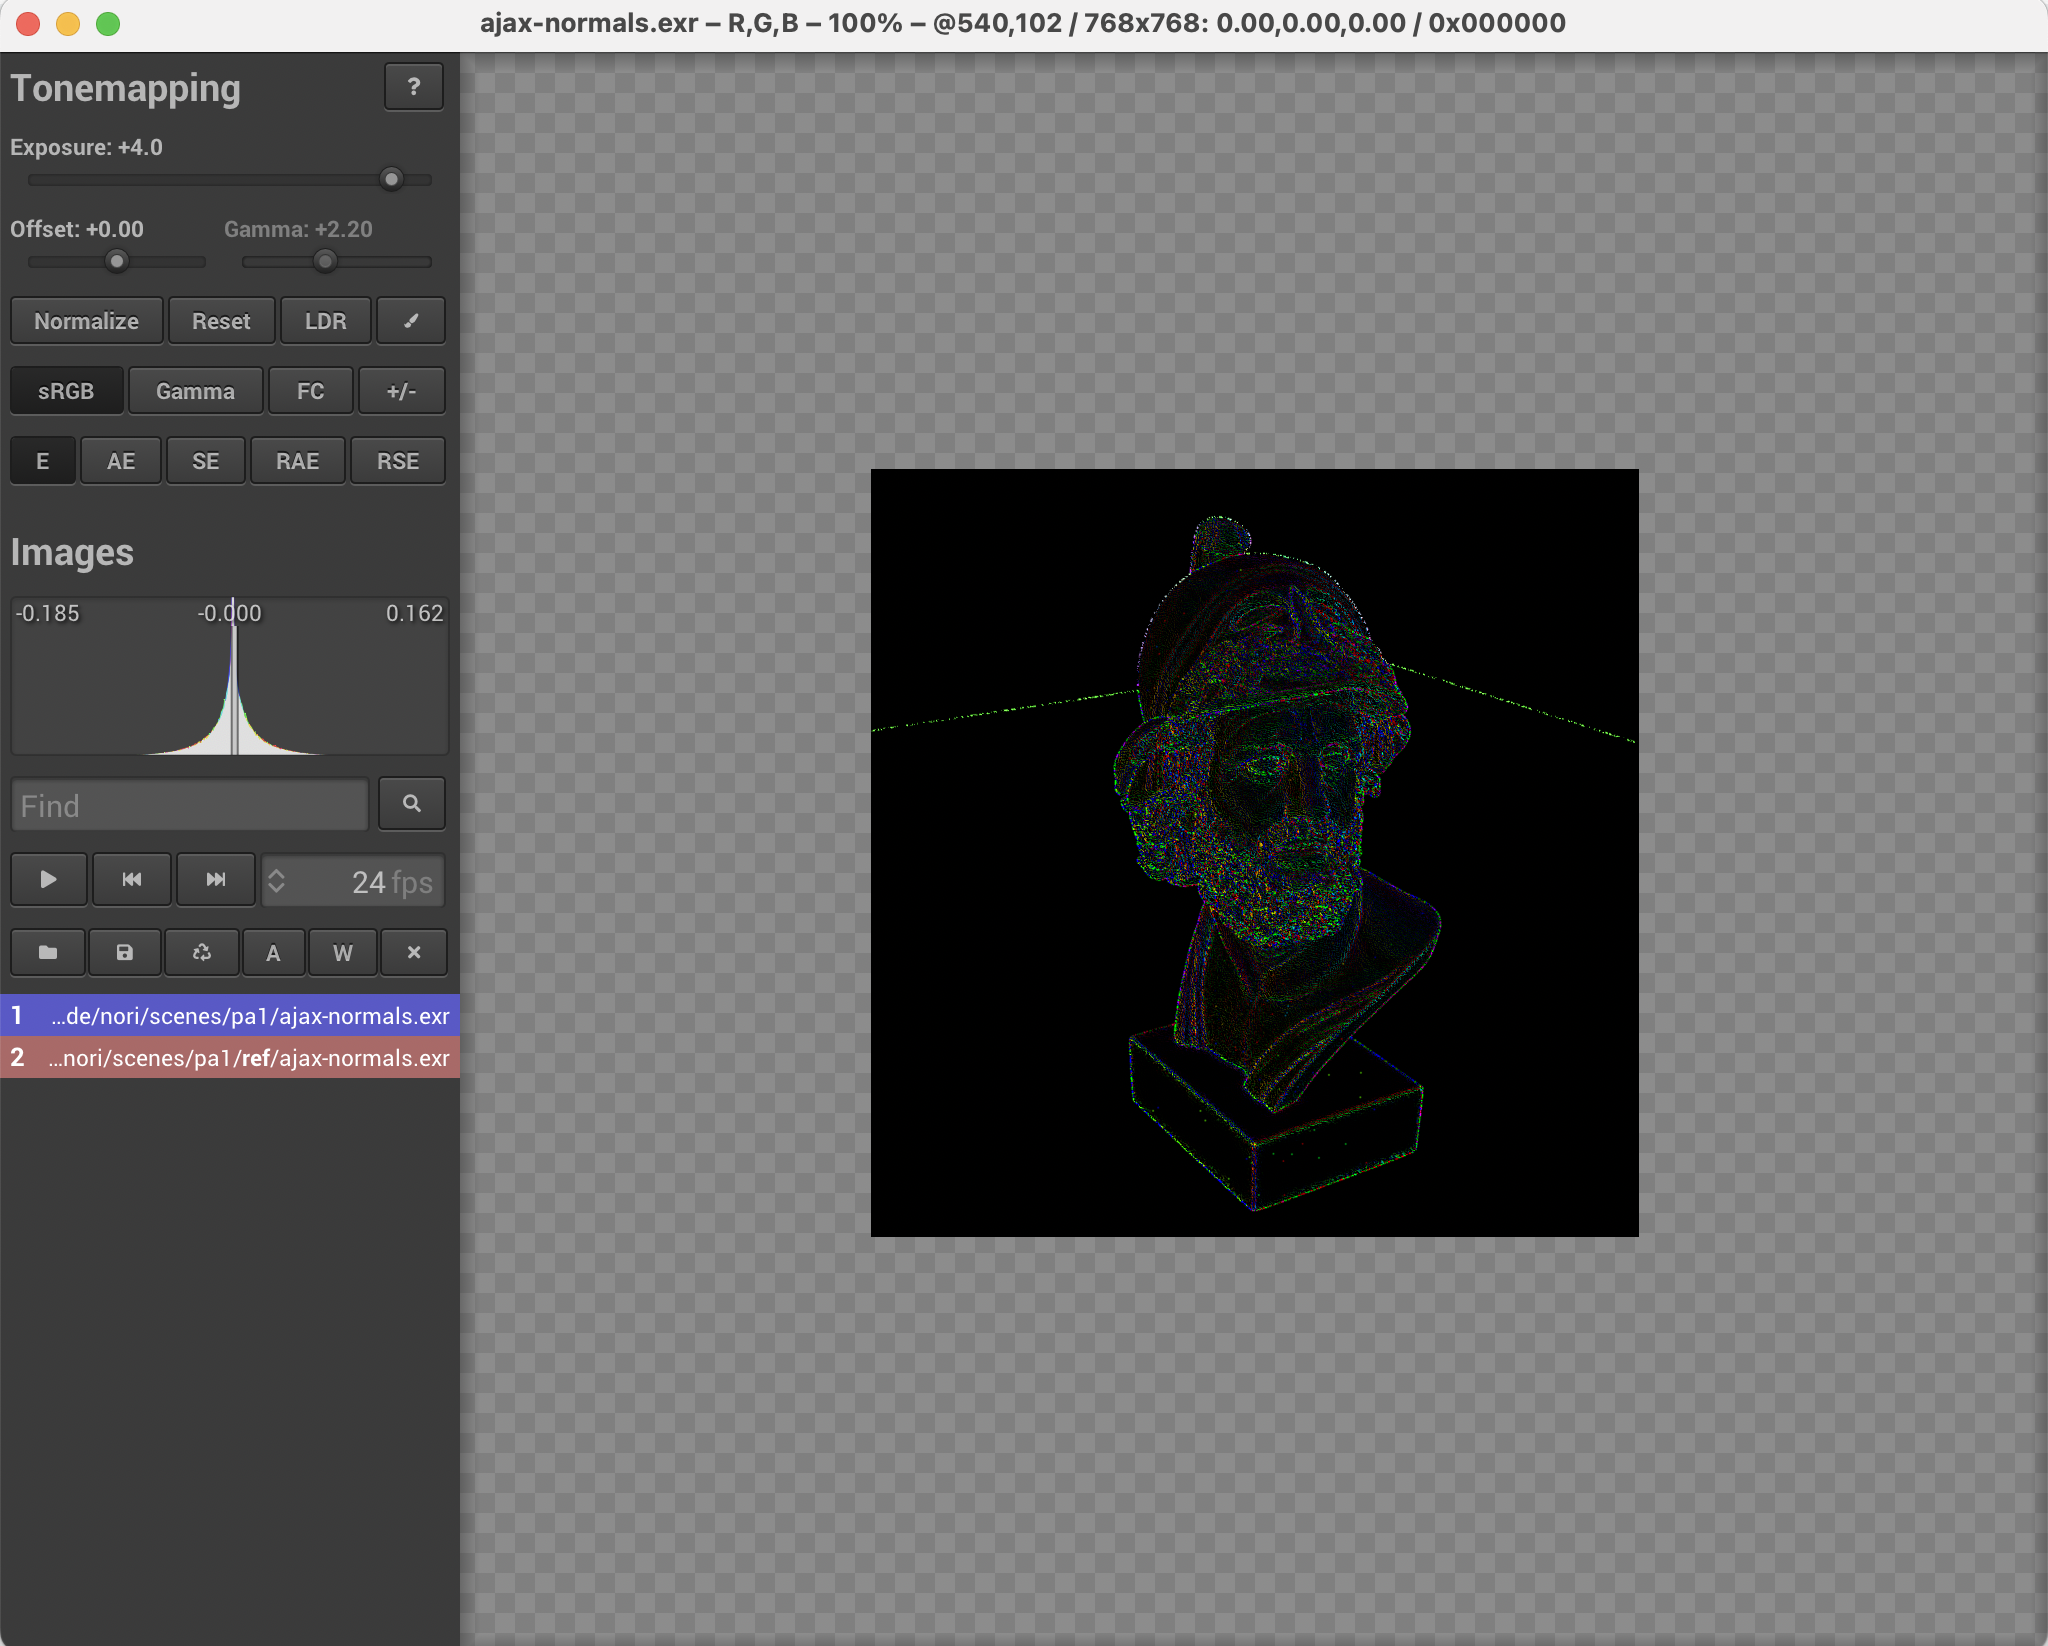 ajax-normals.exr – R,G,B – 100% – @540,102 / 768x768: 0.00,0.00,0.00 / 0x000000
Tonemapping
?
Exposure: +4.0
Offset: +0.00 Gamma: +2.20
Normalize Reset LDR
sRGB Gamma FC +/-
E AE SE RAE RSE
Images
-0.185 -0.000 0.162
Find
24 fps
A W
1 ...de/nori/scenes/pa1/ajax-normals.exr
2 ...nori/scenes/pa1/ref/ajax-normals.exr